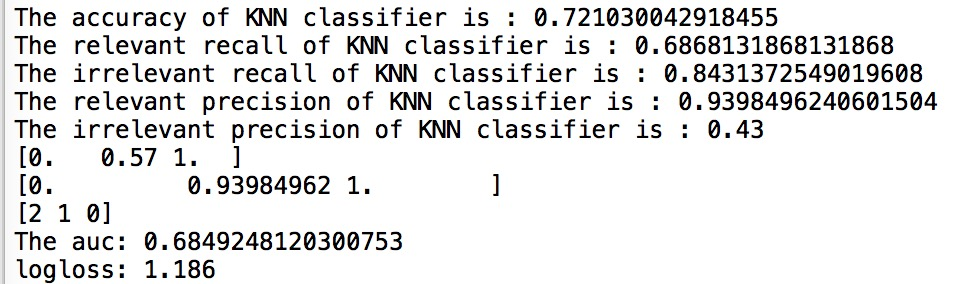 The accuracy of KNN classifier is : 0.721030042918455
The relevant recall of KNN classifier is : 0.6868131868131868
The irrelevant recall of KNN classifier is : 0.8431372549019608
The relevant precision of KNN classifier is : 0.9398496240601504
The irrelevant precision of KNN classifier is : 0.43
[0.   0.57 1.  ]
[0.         0.93984962 1.        ]
[2 1 0]
The auc: 0.6849248120300753
logloss: 1.186